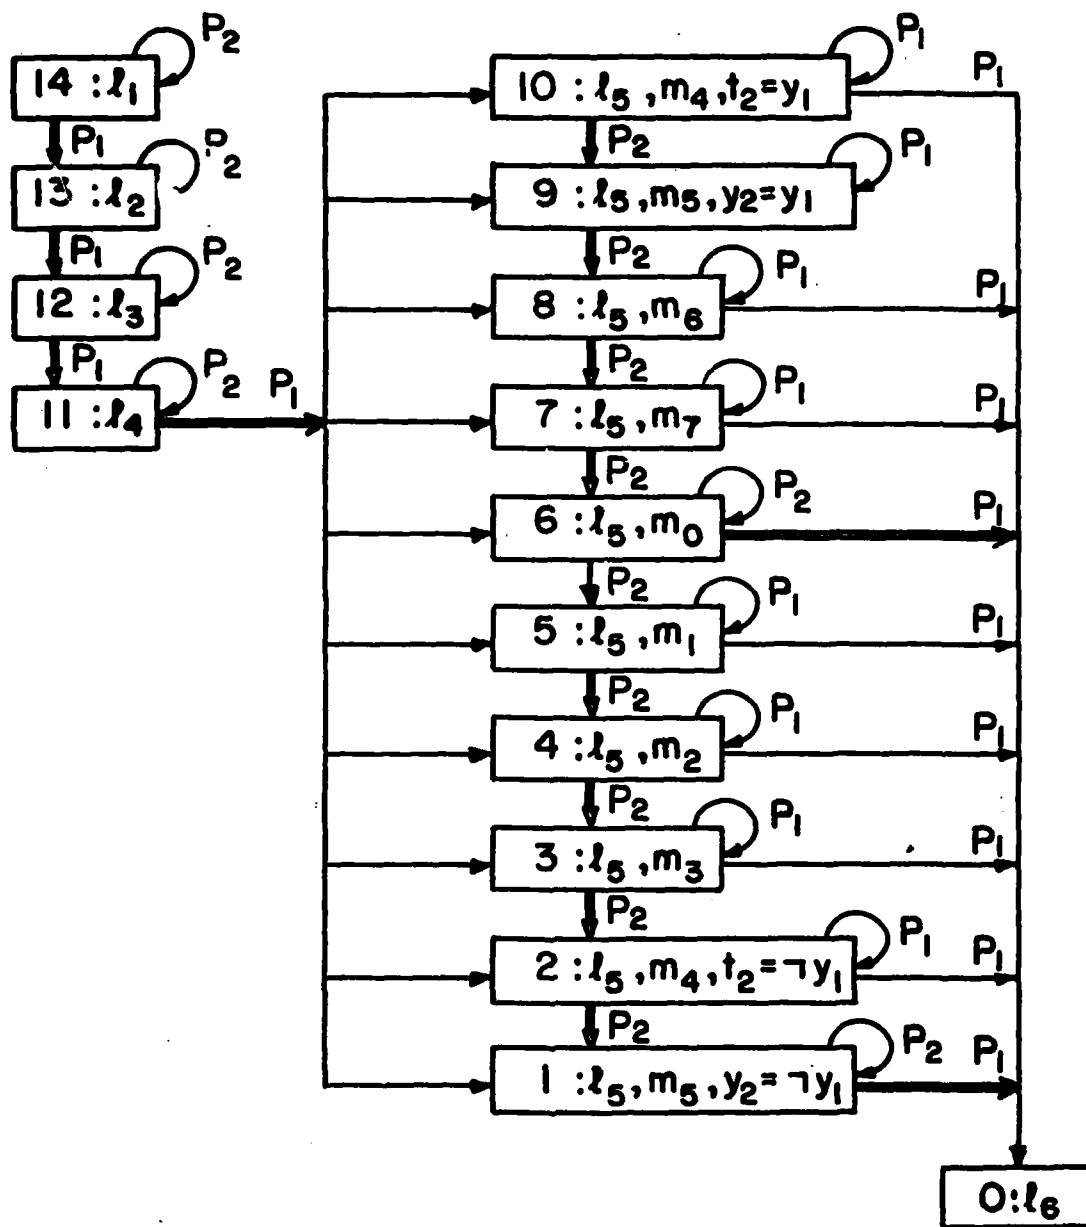 P₂
14 : ℓ₁
P₁
P₂
13 : ℓ₂
P₁
P₂
12 : ℓ₃
P₁
P₂
11 : ℓ₄
P₁
P₁
10 : ℓ₅ , m₄ , t₂ = y₁
P₁
P₂
P₁
9 : ℓ₅ , m₅ , y₂ = y₁
P₂
P₁
8 : ℓ₅ , m₆
P₁
P₂
P₁
7 : ℓ₅ , m₇
P₁
P₂
P₂
6 : ℓ₅ , m₀
P₁
P₂
P₁
5 : ℓ₅ , m₁
P₁
P₂
P₁
4 : ℓ₅ , m₂
P₁
P₂
P₁
3 : ℓ₅ , m₃
P₁
P₂
P₁
2 : ℓ₅ , m₄ , t₂ = ¬y₁
P₁
P₂
P₂
1 : ℓ₅ , m₅ , y₂ = ¬y₁
P₁
0 : ℓ₆